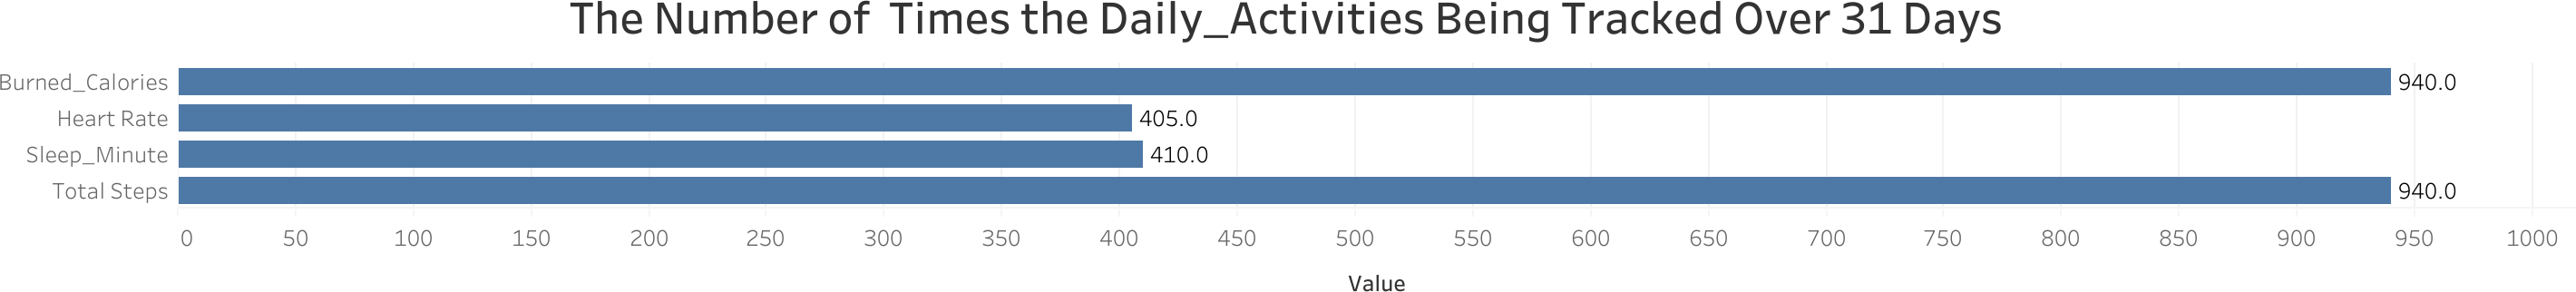 The Number of  Times the Daily_Activities Being Tracked Over 31 Days
Burned_Calories 940.0
Heart Rate 405.0
Sleep_Minute 410.0
Total Steps 940.0
0 50 100 150 200 250 300 350 400 450 500 550 600 650 700 750 800 850 900 950 1000
Value